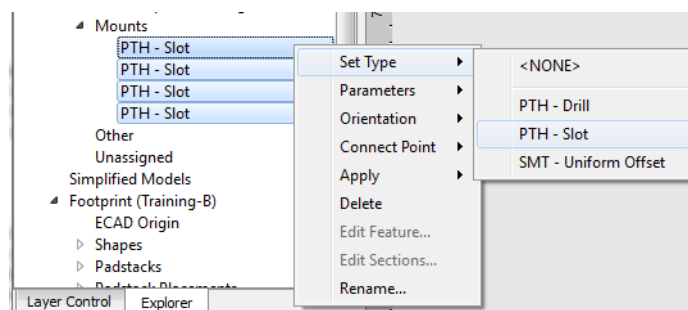 Mounts
PTH - Slot
PTH - Slot
PTH - Slot
PTH - Slot
Other
Unassigned
Simplified Models
Footprint (Training-B)
ECAD Origin
Shapes
Padstacks
Layer Control
Explorer
Set Type
Parameters
Orientation
Connect Point
Apply
Delete
Edit Feature...
Edit Sections...
Rename...
<NONE>
PTH - Drill
PTH - Slot
SMT - Uniform Offset